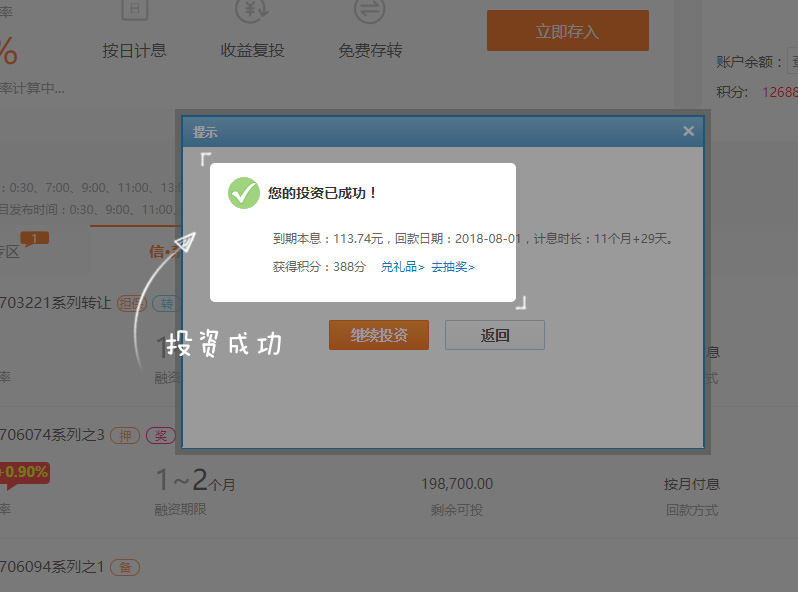 率
按日计息
收益复投
免费存转
立即存入
%
率计算中...
账户余额：
积分: 12688
提示
您的投资已成功！
到期本息：113.74元，回款日期：2018-08-01，计息时长：11个月+29天。
获得积分：388分 兑礼品> 去抽奖>
：0:30、7:00、9:00、11:00、13:0
目发布时间：0:30、9:00、11:00、
专区
1
信
703221系列转让 担保 转
投资成功
继续投资
返回
1
息
率
融资
式
706074系列之3 押 奖
+0.90%
1~2个月
198,700.00
按月付息
率
融资期限
剩余可投
回款方式
706094系列之1 备